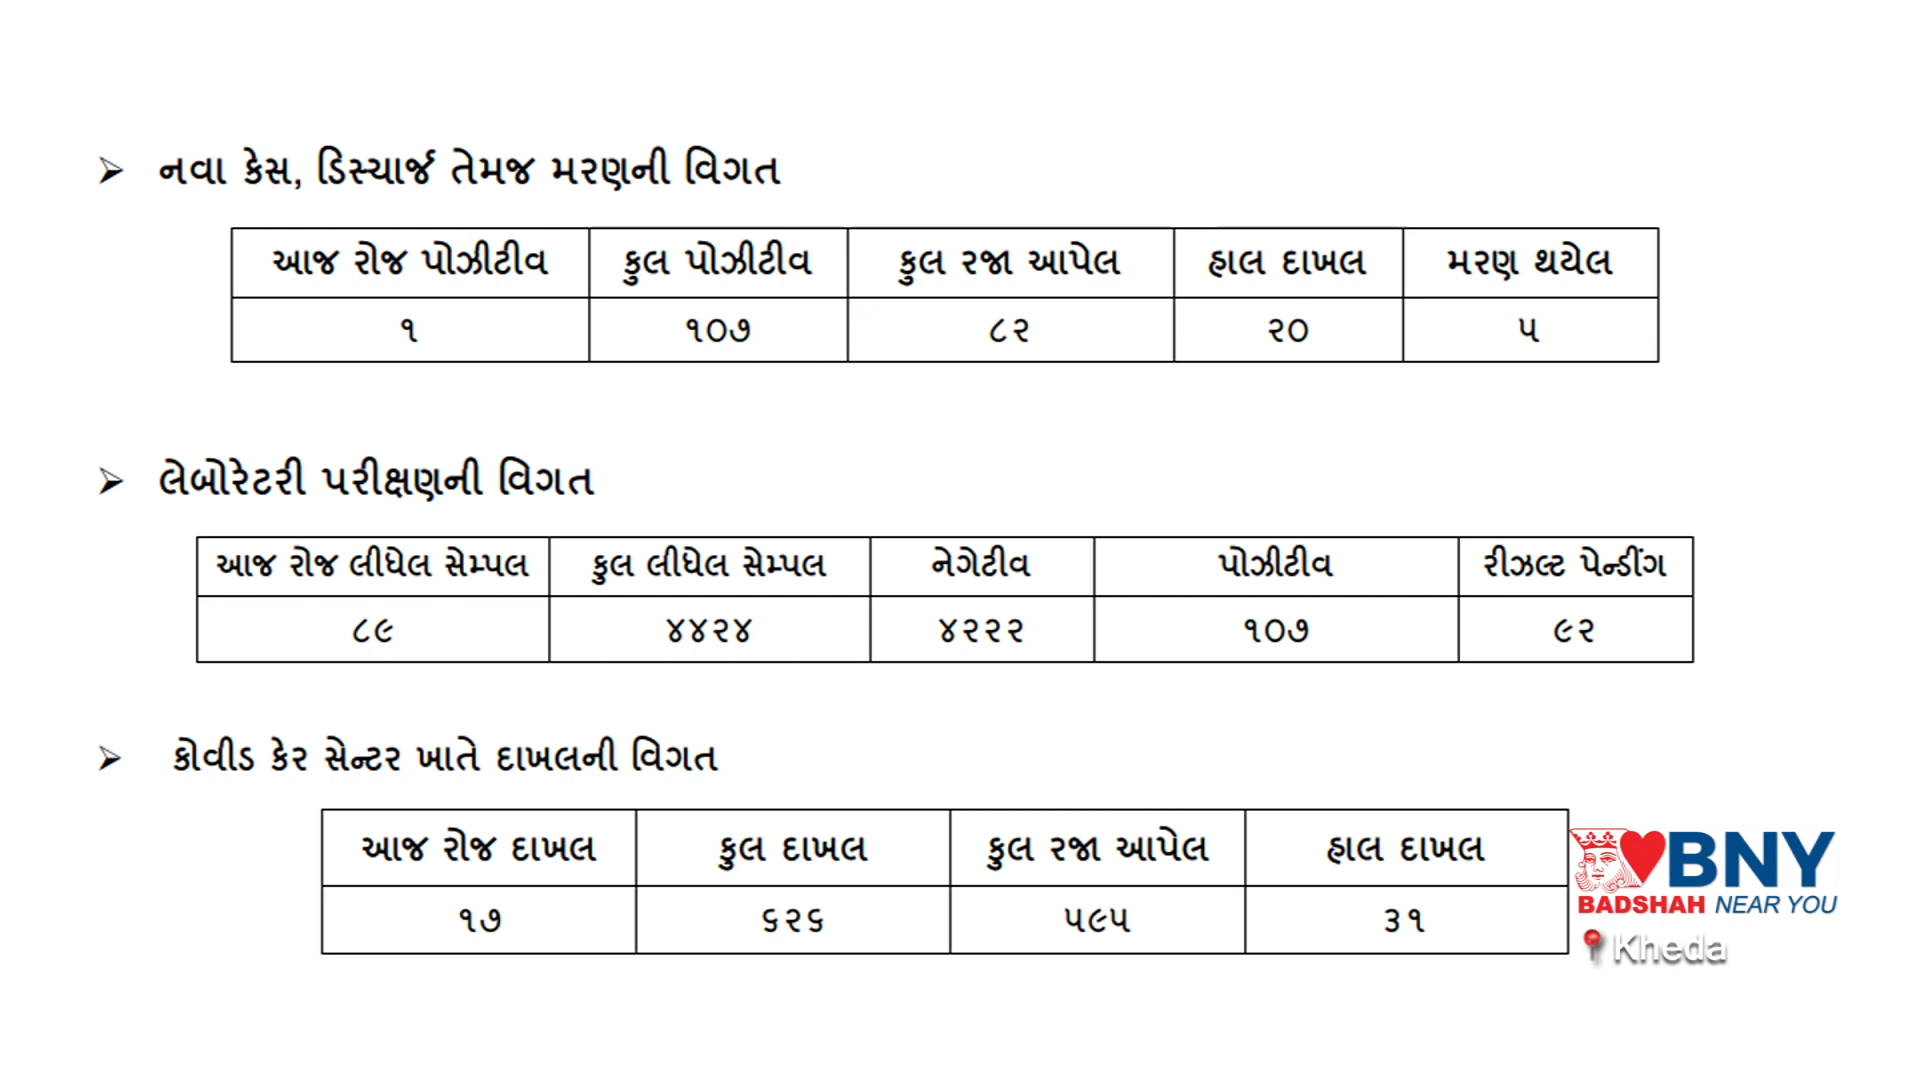 ➢ નવા કેસ, ડિસ્ચાર્જ તેમજ મરણની વિગત
આજ રોજ પોઝીટીવ કુલ પોઝીટીવ કુલ રજા આપેલ હાલ દાખલ મરણ થયેલ
૧ ૧૦૭ ૮૨ ૨૦ ૫
➢ લેબોરેટરી પરીક્ષણની વિગત
આજ રોજ લીધેલ સેમ્પલ કુલ લીધેલ સેમ્પલ નેગેટીવ પોઝીટીવ રીઝલ્ટ પેન્ડીંગ
૮૯ ૪૪૨૪ ૪૨૨૨ ૧૦૭ ૯૨
➢ કોવીડ કેર સેન્ટર ખાતે દાખલની વિગત
આજ રોજ દાખલ કુલ દાખલ કુલ રજા આપેલ હાલ દાખલ
૧૭ ૬૨૬ ૫૯૫ ૩૧
BNY
BADSHAH NEAR YOU
Kheda